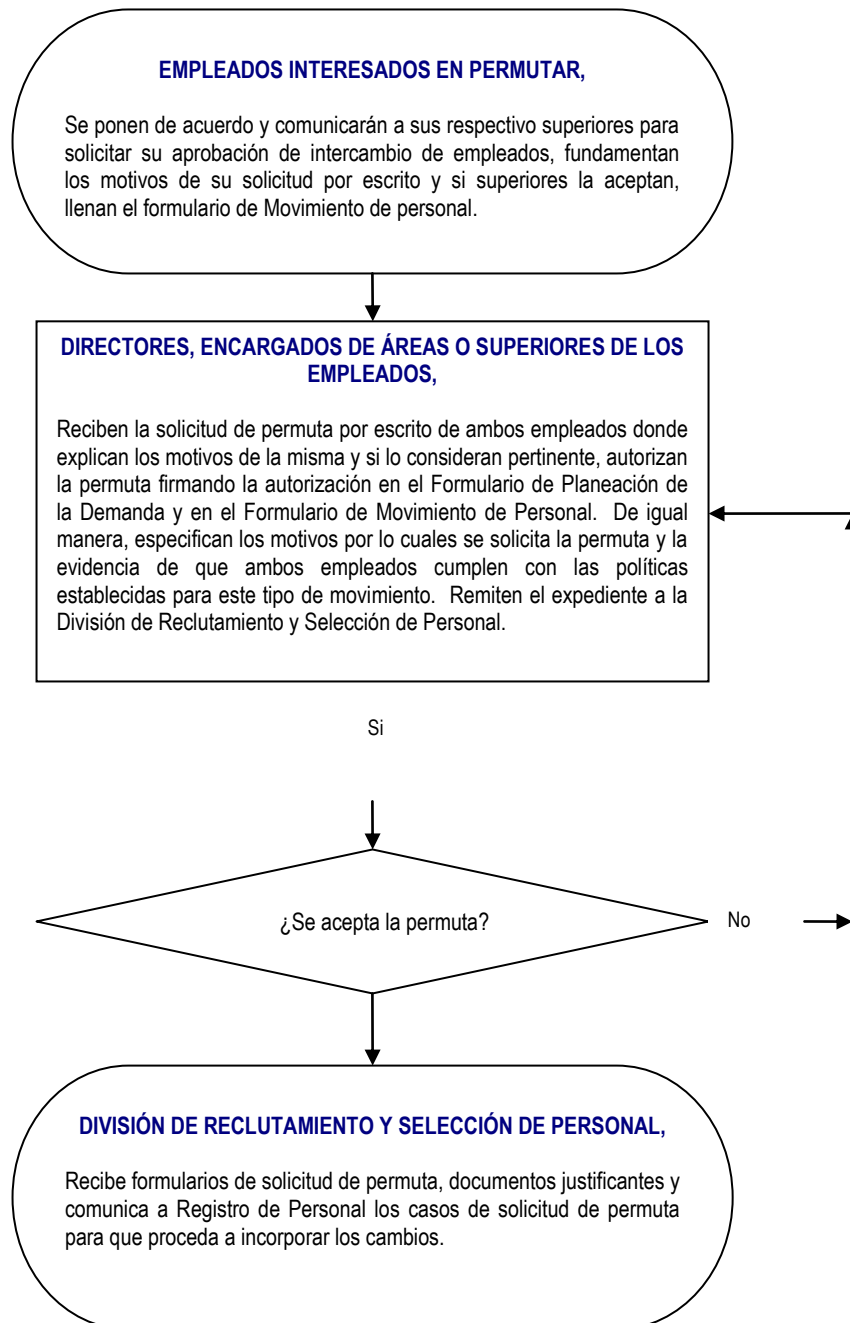 EMPLEADOS INTERESADOS EN PERMUTAR,
Se ponen de acuerdo y comunicarán a sus respectivo superiores para
solicitar su aprobación de intercambio de empleados, fundamentan
los motivos de su solicitud por escrito y si superiores la aceptan,
llenan el formulario de Movimiento de personal.
DIRECTORES, ENCARGADOS DE ÁREAS O SUPERIORES DE LOS
EMPLEADOS,
Reciben la solicitud de permuta por escrito de ambos empleados donde
explican los motivos de la misma y si lo consideran pertinente, autorizan
la permuta firmando la autorización en el Formulario de Planeación de
la Demanda y en el Formulario de Movimiento de Personal. De igual
manera, especifican los motivos por lo cuales se solicita la permuta y la
evidencia de que ambos empleados cumplen con las políticas
establecidas para este tipo de movimiento. Remiten el expediente a la
División de Reclutamiento y Selección de Personal.
Si
¿Se acepta la permuta?
No
DIVISIÓN DE RECLUTAMIENTO Y SELECCIÓN DE PERSONAL,
Recibe formularios de solicitud de permuta, documentos justificantes y
comunica a Registro de Personal los casos de solicitud de permuta
para que proceda a incorporar los cambios.